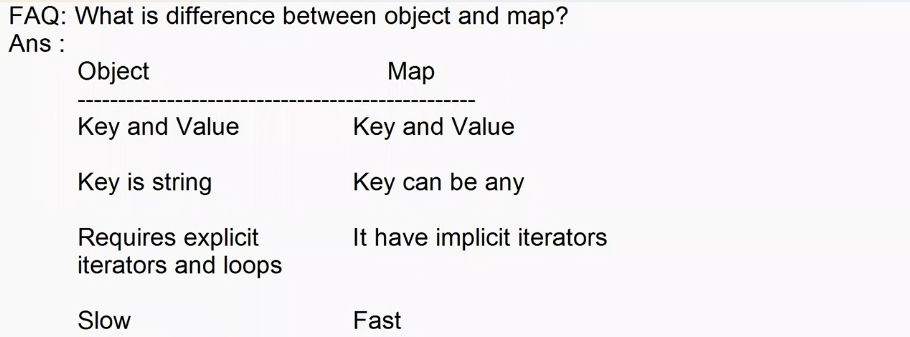 FAQ: What is difference between object and map?
Ans :
Object Map
------------------------------------------------
Key and Value Key and Value
Key is string Key can be any
Requires explicit It have implicit iterators
iterators and loops
Slow Fast